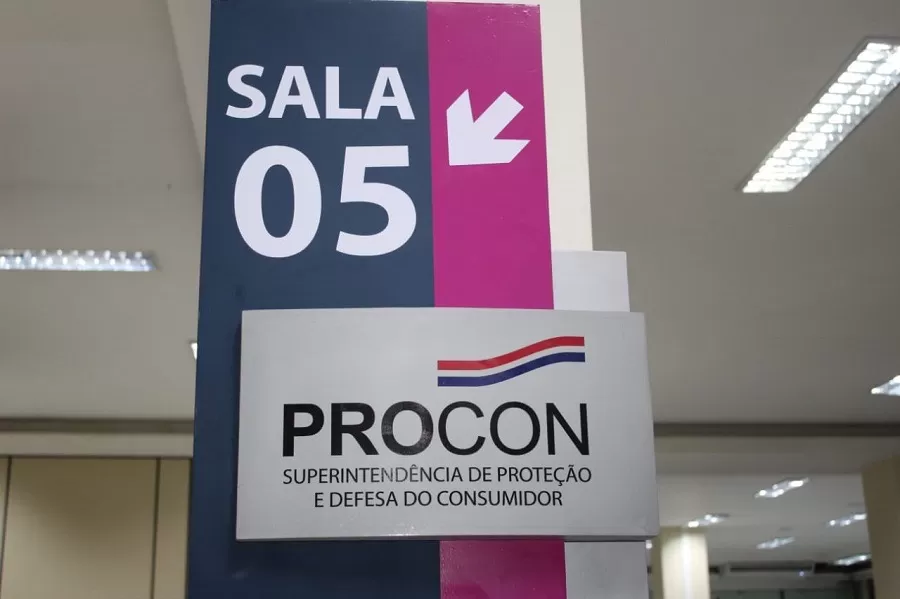 SALA
05
PROCON
SUPERINTENDÊNCIA DE PROTEÇÃO
E DEFESA DO CONSUMIDOR